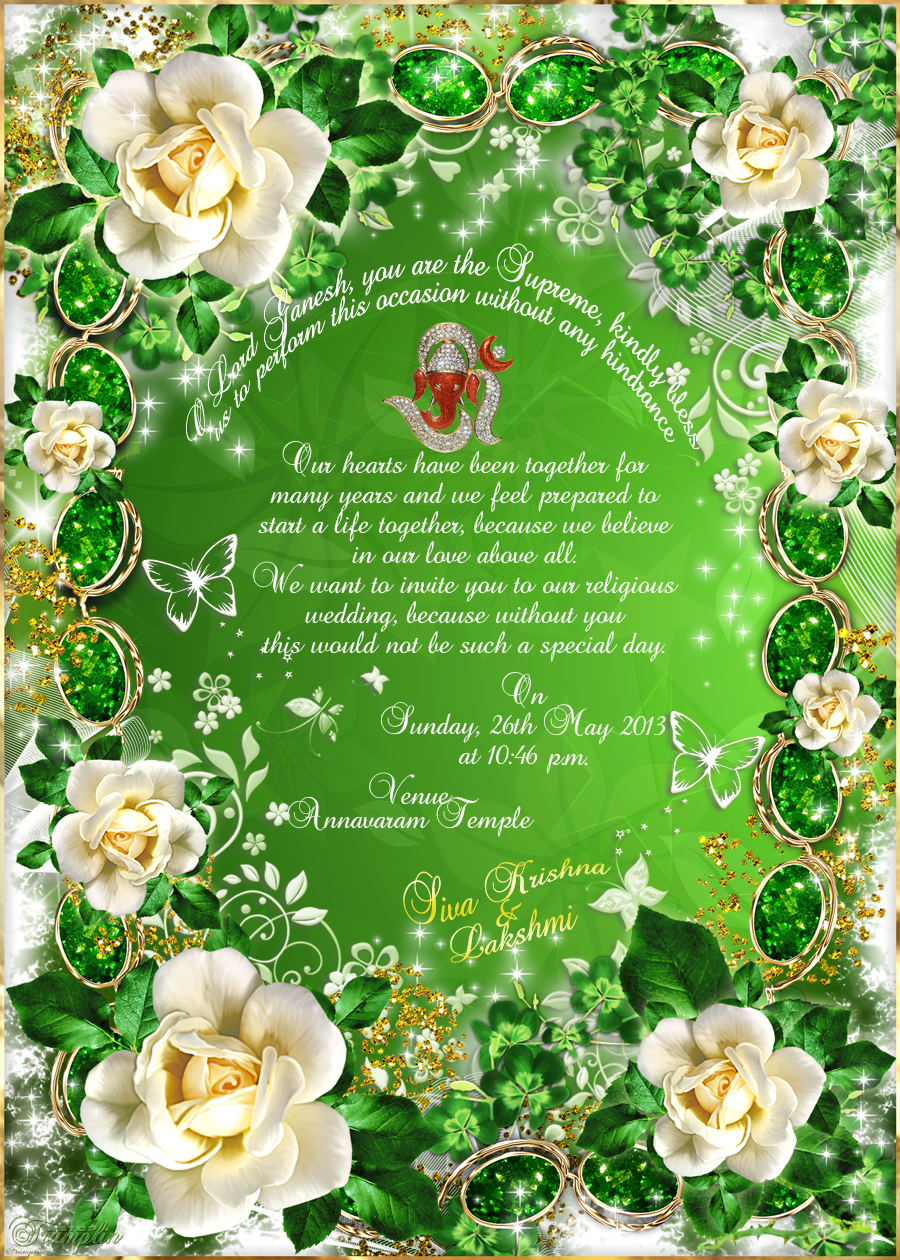 O Lord Ganesh, you are the Supreme, kindly bless
us to perform this occasion without any hindrance
Our hearts have been together for
many years and we feel prepared to
start a life together, because we believe
in our love above all.
We want to invite you to our religious
wedding, because without you
this would not be such a special day.
On
Sunday, 26th May 2013
at 10:46 p.m.
Venue
Annavaram Temple
Siva Krishna
&
Lakshmi